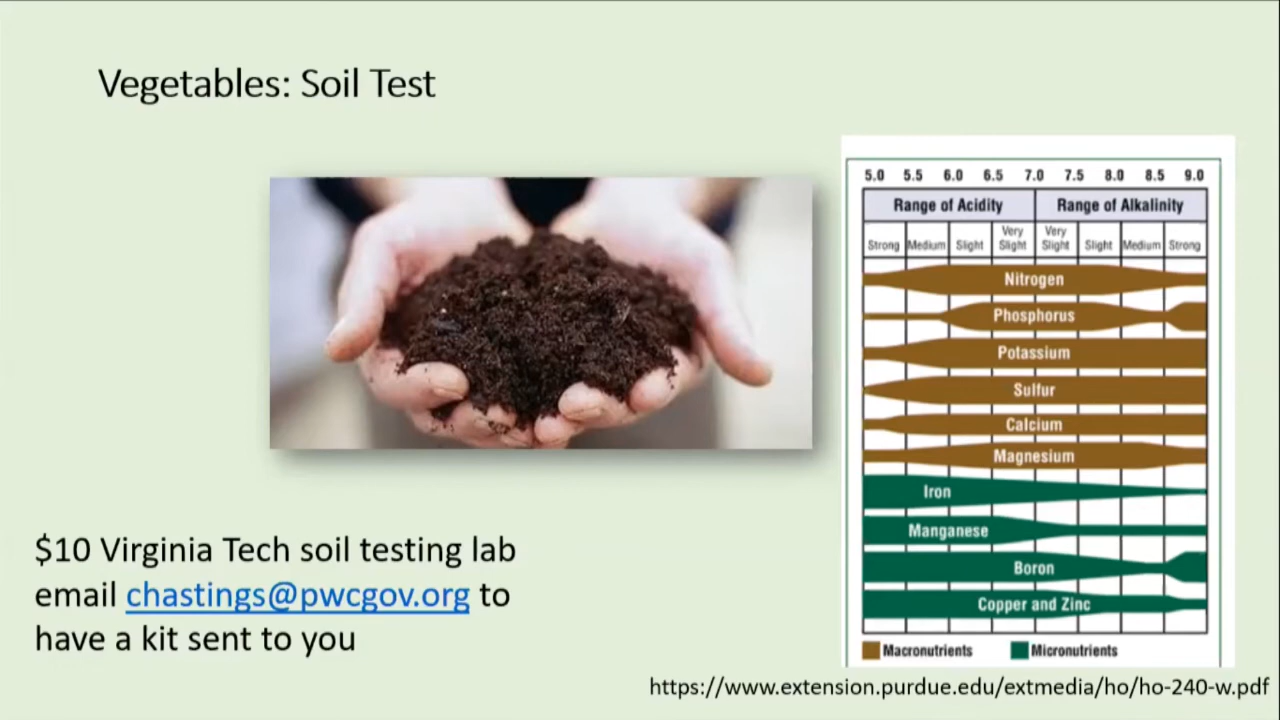 Vegetables: Soil Test
5.0 5.5 6.0 6.5 7.0 7.5 8.0 8.5 9.0
Range of Acidity Range of Alkalinity
Strong Medium Slight Very Slight Very Slight Slight Medium Strong
Nitrogen
Phosphorus
Potassium
Sulfur
Calcium
Magnesium
Iron
Manganese
Boron
Copper and Zinc
Macronutrients Micronutrients
$10 Virginia Tech soil testing lab
email chastings@pwcgov.org to
have a kit sent to you
https://www.extension.purdue.edu/extmedia/ho/ho-240-w.pdf